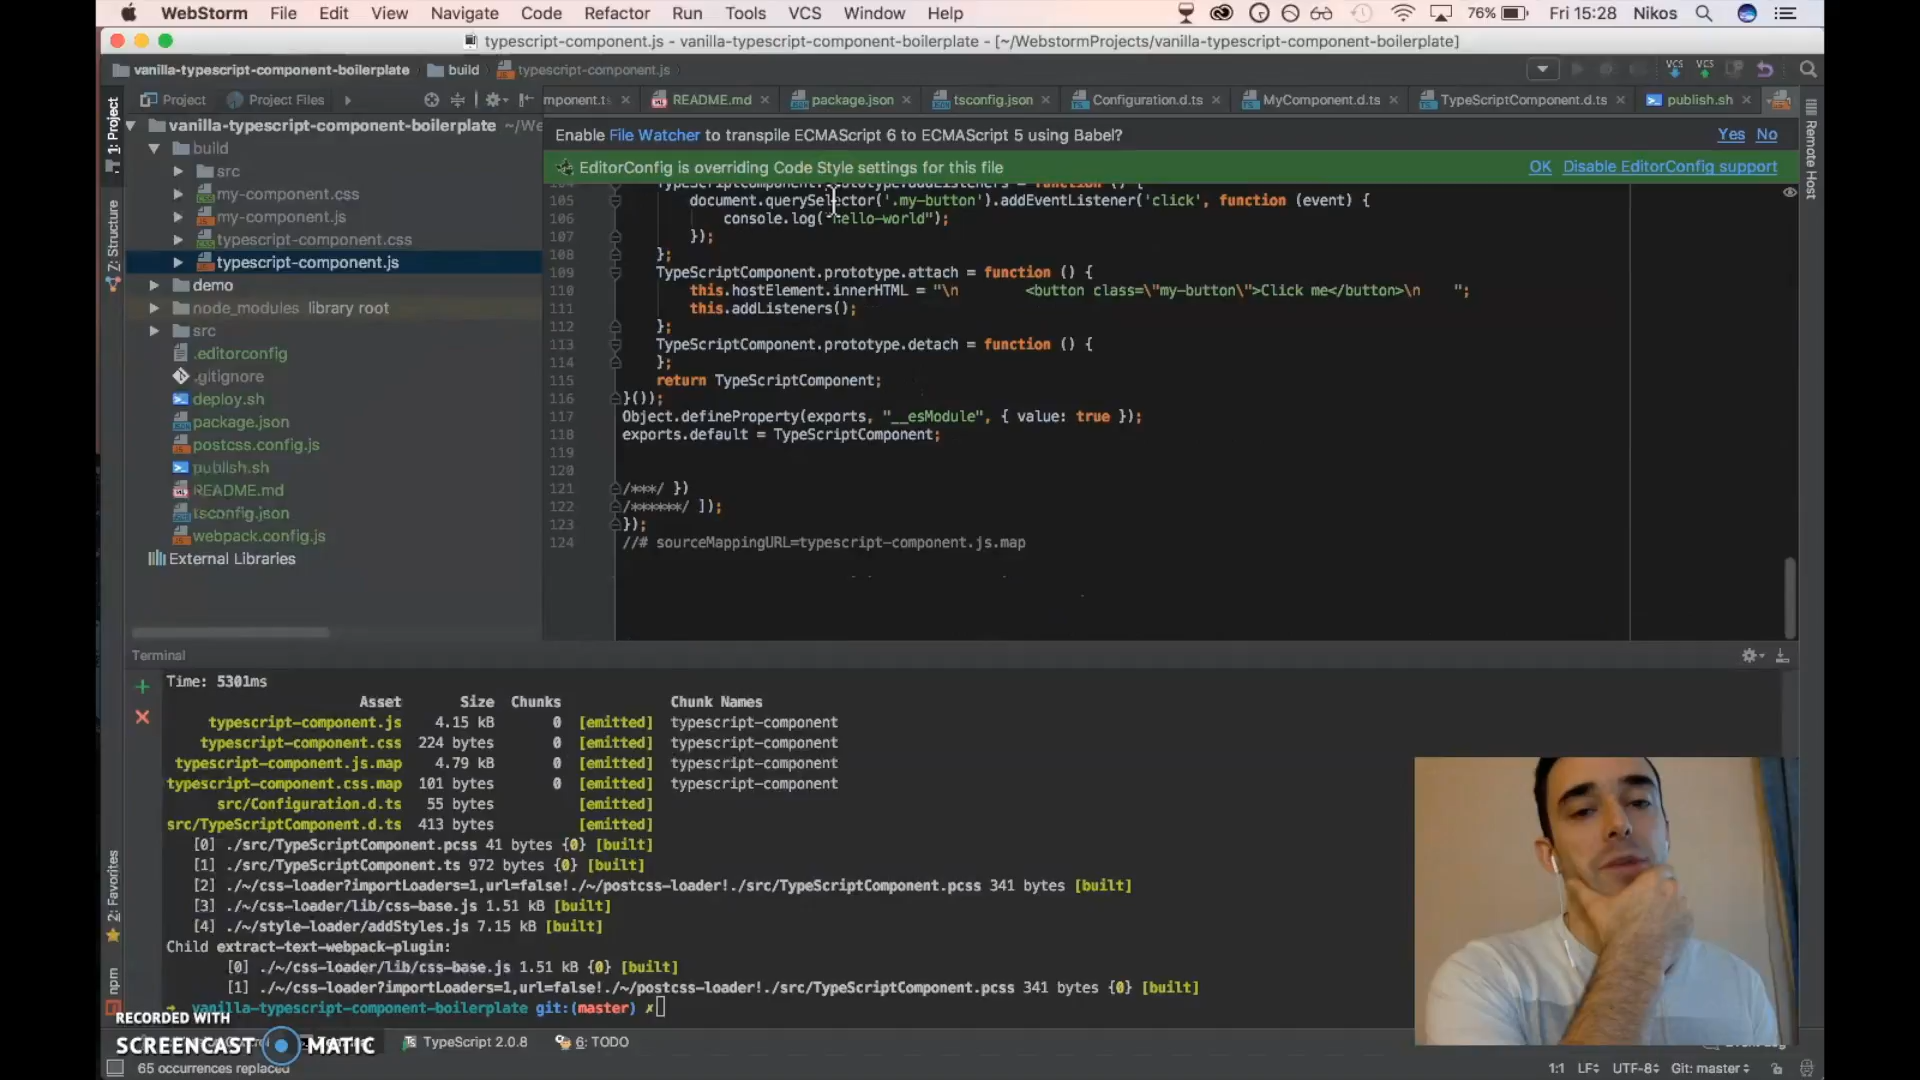 WebStorm File Edit View Navigate Code Refactor Run Tools VCS Window Help 76% Fri 15:28 Nikos
typescript-component.js - vanilla-typescript-component-boilerplate - [~/WebstormProjects/vanilla-typescript-component-boilerplate]
vanilla-typescript-component-boilerplate build typescript-component.js VCS VCS
Project Project Files mponent.ts README.md package.json tsconfig.json Configuration.d.ts MyComponent.d.ts TypeScriptComponent.d.ts publish.sh
1: Project
Z: Structure
2: Favorites
npm
Remote Host
vanilla-typescript-component-boilerplate ~/We
build
src
my-component.css
my-component.js
typescript-component.css
typescript-component.js
demo
node_modules library root
src
.editorconfig
.gitignore
deploy.sh
package.json
postcss.config.js
publish.sh
README.md
tsconfig.json
webpack.config.js
External Libraries
Enable File Watcher to transpile ECMAScript 6 to ECMAScript 5 using Babel? Yes No
EditorConfig is overriding Code Style settings for this file OK Disable EditorConfig support
105 document.querySelector('.my-button').addEventListener('click', function (event) {
106 console.log("hello-world");
107 });
108 };
109 TypeScriptComponent.prototype.attach = function () {
110 this.hostElement.innerHTML = "\n <button class=\"my-button\">Click me</button>\n ";
111 this.addListeners();
112 };
113 TypeScriptComponent.prototype.detach = function () {
114 };
115 return TypeScriptComponent;
116 }());
117 Object.defineProperty(exports, "__esModule", { value: true });
118 exports.default = TypeScriptComponent;
119
120
121 /***/ })
122 /******/ ]);
123 });
124 //# sourceMappingURL=typescript-component.js.map
Terminal
Time: 5301ms
Asset Size Chunks Chunk Names
typescript-component.js 4.15 kB 0 [emitted] typescript-component
typescript-component.css 224 bytes 0 [emitted] typescript-component
typescript-component.js.map 4.79 kB 0 [emitted] typescript-component
typescript-component.css.map 101 bytes 0 [emitted] typescript-component
src/Configuration.d.ts 55 bytes [emitted]
src/TypeScriptComponent.d.ts 413 bytes [emitted]
[0] ./src/TypeScriptComponent.pcss 41 bytes {0} [built]
[1] ./src/TypeScriptComponent.ts 972 bytes {0} [built]
[2] ./~/css-loader?importLoaders=1,url=false!./~/postcss-loader!./src/TypeScriptComponent.pcss 341 bytes [built]
[3] ./~/css-loader/lib/css-base.js 1.51 kB [built]
[4] ./~/style-loader/addStyles.js 7.15 kB [built]
Child extract-text-webpack-plugin:
[0] ./~/css-loader/lib/css-base.js 1.51 kB {0} [built]
[1] ./~/css-loader?importLoaders=1,url=false!./~/postcss-loader!./src/TypeScriptComponent.pcss 341 bytes {0} [built]
vanilla-typescript-component-boilerplate git:(master) ✗
RECORDED WITH
SCREENCAST MATIC
TypeScript 2.0.8 6: TODO
65 occurrences replaced 1:1 LF UTF-8 Git: master